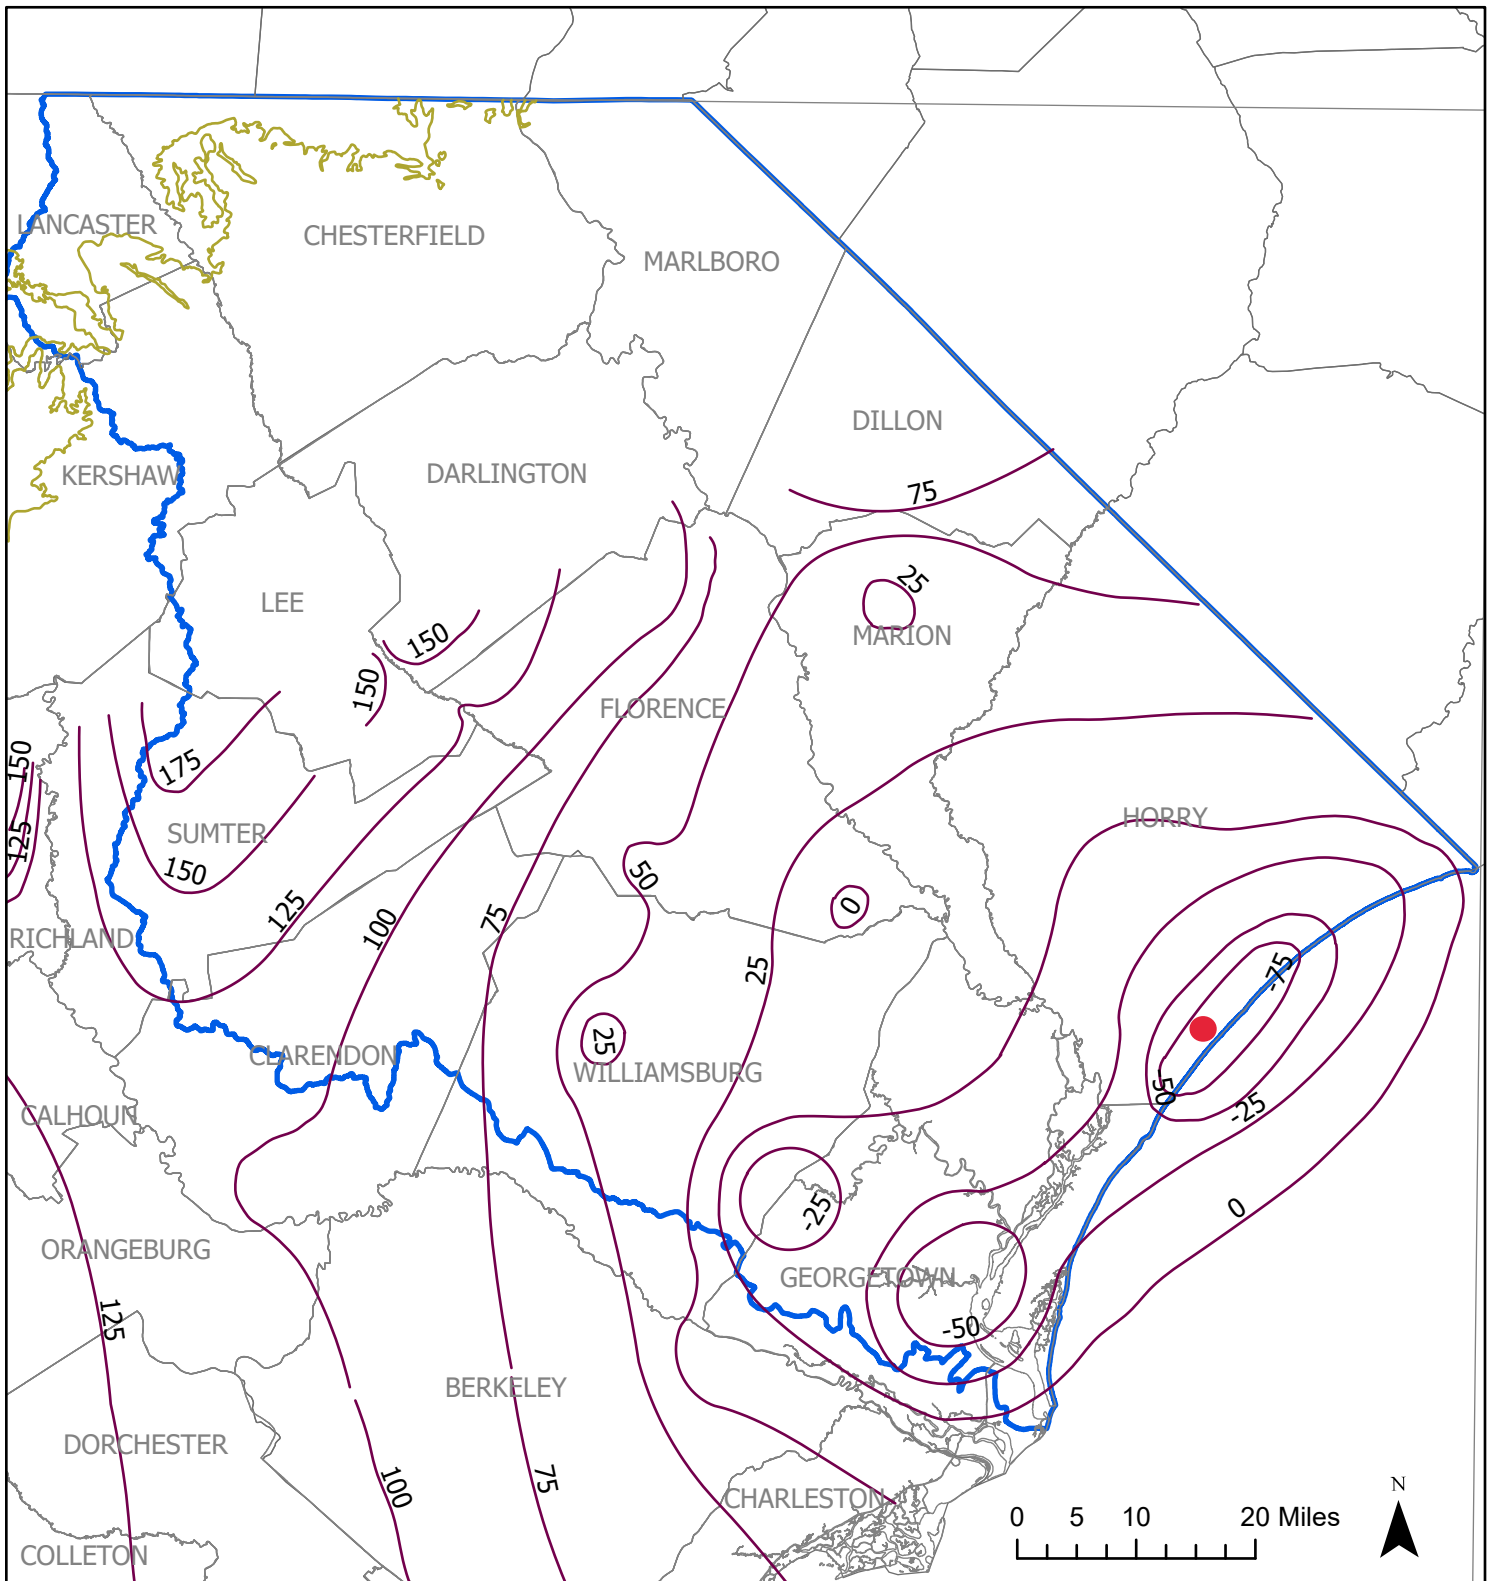 LANCASTER
CHESTERFIELD
MARLBORO
DILLON
KERSHAW
DARLINGTON
75
25
LEE
MARION
150
150
FLORENCE
175
150
HORRY
125
SUMTER
150
50
125
100
75
0
RICHLAND
25
-75
25
CLARENDON
WILLIAMSBURG
-50
-25
CALHOUN
-25
0
ORANGEBURG
GEORGETOWN
125
-50
BERKELEY
DORCHESTER
100
75
CHARLESTON
N
0 5 10 20 Miles
COLLETON